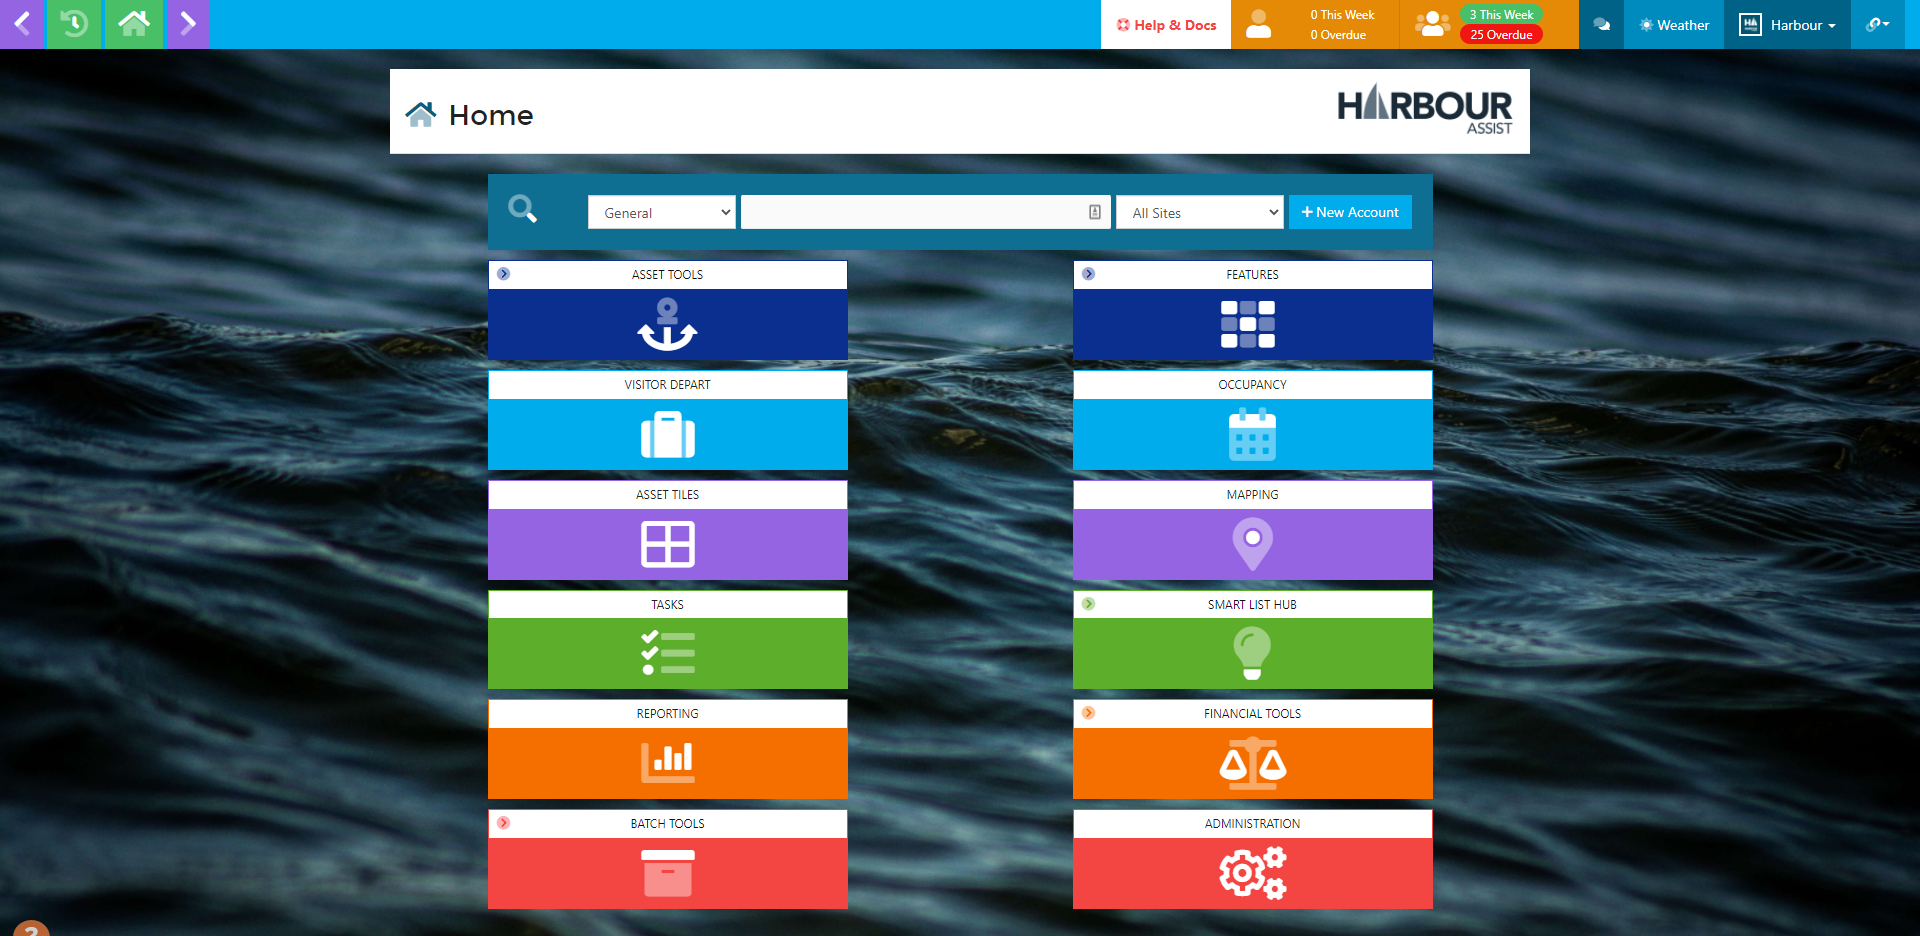 Help & Docs
0 This Week
0 Overdue
3 This Week
25 Overdue
Weather
Harbour
Home
HARBOUR
ASSIST
General
All Sites
+ New Account
ASSET TOOLS
FEATURES
VISITOR DEPART
OCCUPANCY
ASSET TILES
MAPPING
TASKS
SMART LIST HUB
REPORTING
FINANCIAL TOOLS
BATCH TOOLS
ADMINISTRATION